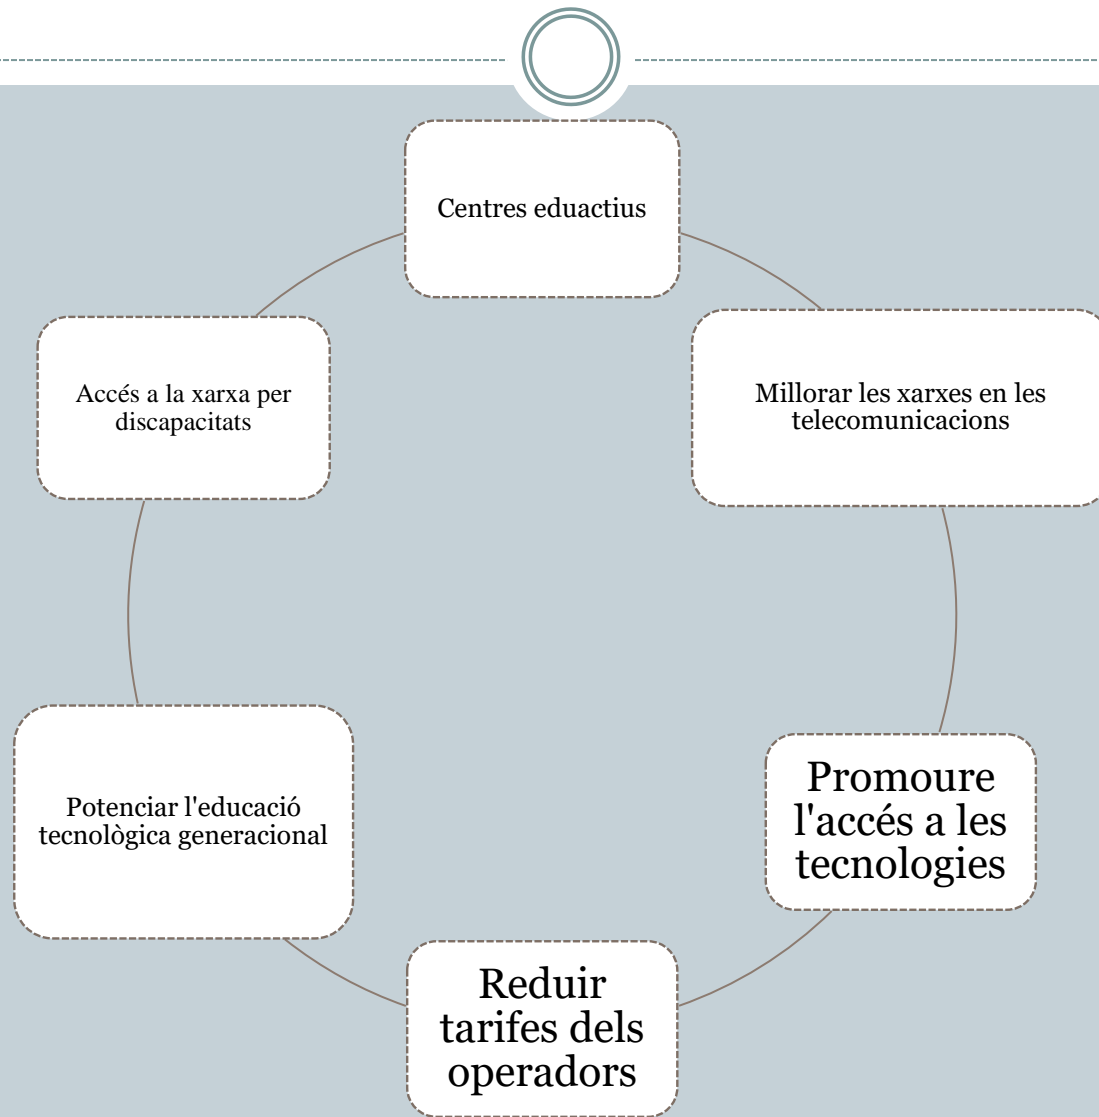 Centres eduactius
Millorar les xarxes en les
telecomunicacions
Promoure
l'accés a les
tecnologies
Reduir
tarifes dels
operadors
Potenciar l'educació
tecnològica generacional
Accés a la xarxa per
discapacitats